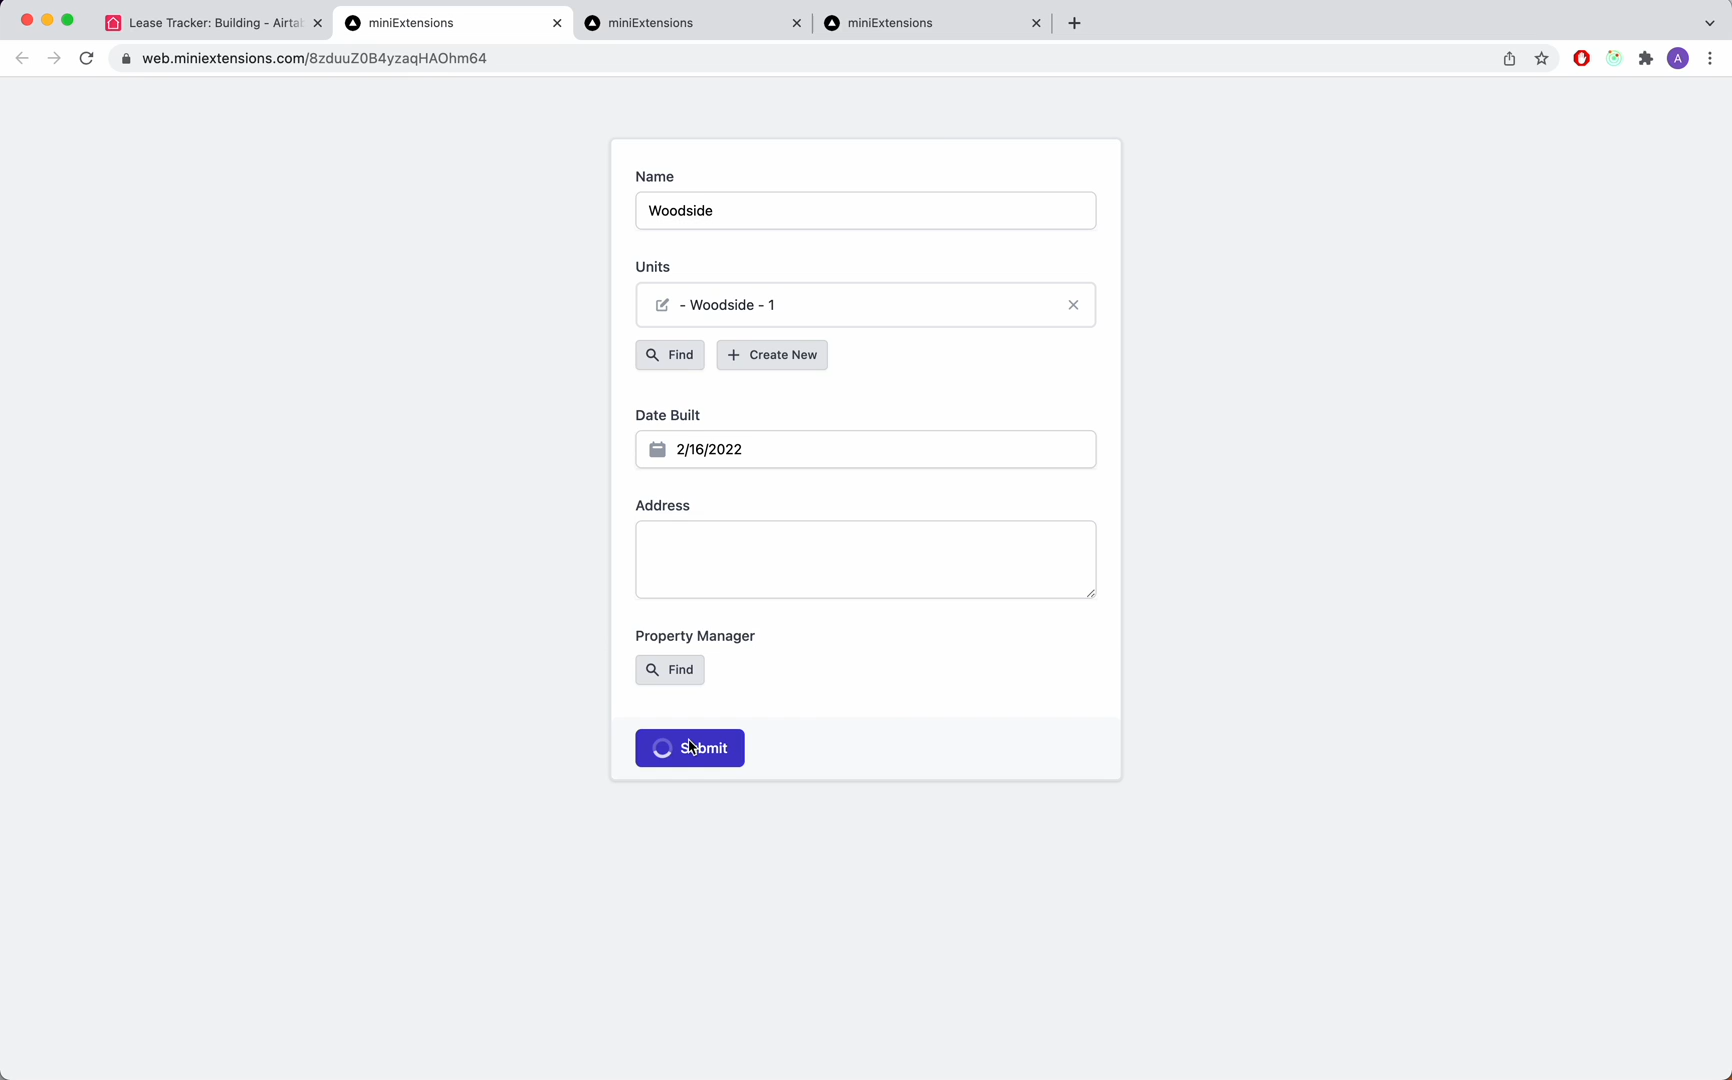 Lease Tracker: Building - Airtab
miniExtensions
miniExtensions
miniExtensions
web.miniextensions.com/8zduuZ0B4yzaqHAOhm64
A
Name
Woodside
Units
- Woodside - 1
Find
Create New
Date Built
2/16/2022
Address
Property Manager
Find
Submit